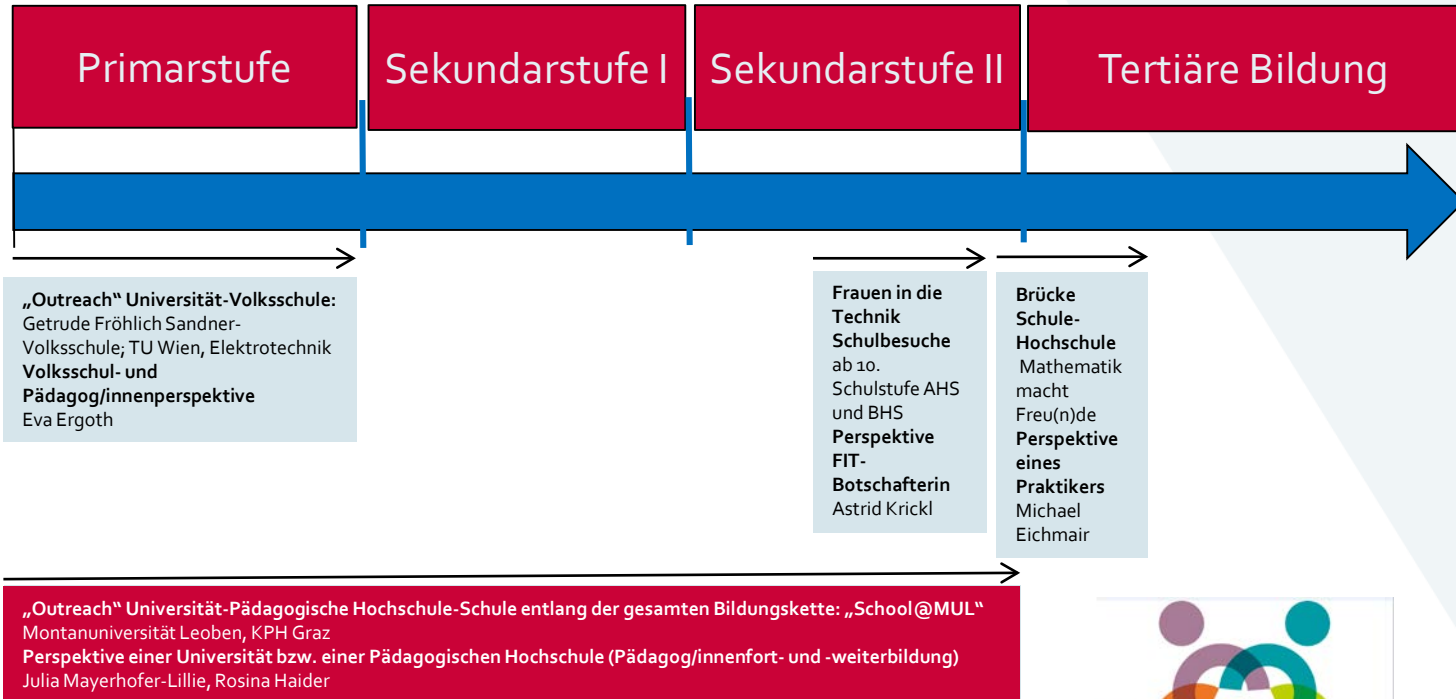 Primarstufe
Sekundarstufe I
Sekundarstufe II
Tertiäre Bildung
„Outreach“ Universität-Volksschule:
Getrude Fröhlich Sandner-
Volksschule; TU Wien, Elektrotechnik
Volksschul- und
Pädagog/innenperspektive
Eva Ergoth
Frauen in die
Technik
Schulbesuche
ab 10.
Schulstufe AHS
und BHS
Perspektive
FIT-
Botschafterin
Astrid Krickl
Brücke
Schule-
Hochschule
Mathematik
macht
Freu(n)de
Perspektive
eines
Praktikers
Michael
Eichmair
„Outreach“ Universität-Pädagogische Hochschule-Schule entlang der gesamten Bildungskette: „School@MUL“
Montanuniversität Leoben, KPH Graz
Perspektive einer Universität bzw. einer Pädagogischen Hochschule (Pädagog/innenfort- und -weiterbildung)
Julia Mayerhofer-Lillie, Rosina Haider